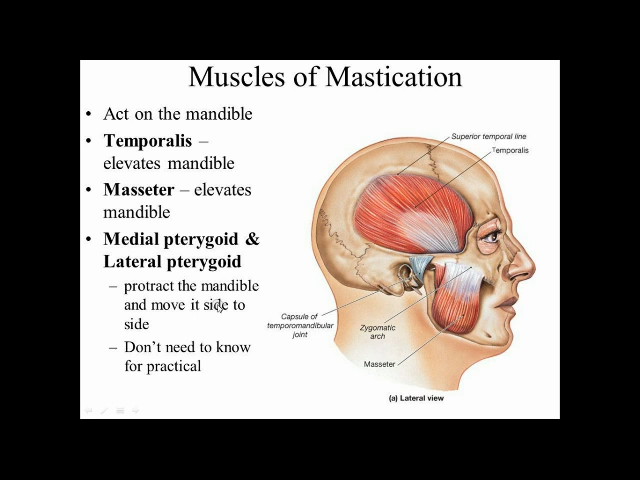 Muscles of Mastication
• Act on the mandible
• Temporalis –
elevates mandible
• Masseter – elevates
mandible
• Medial pterygoid &
Lateral pterygoid
– protract the mandible
and move it side to
side
– Don't need to know
for practical
Superior temporal line
Temporalis
Capsule of
temporomandibular
joint
Zygomatic
arch
Masseter
(a) Lateral view